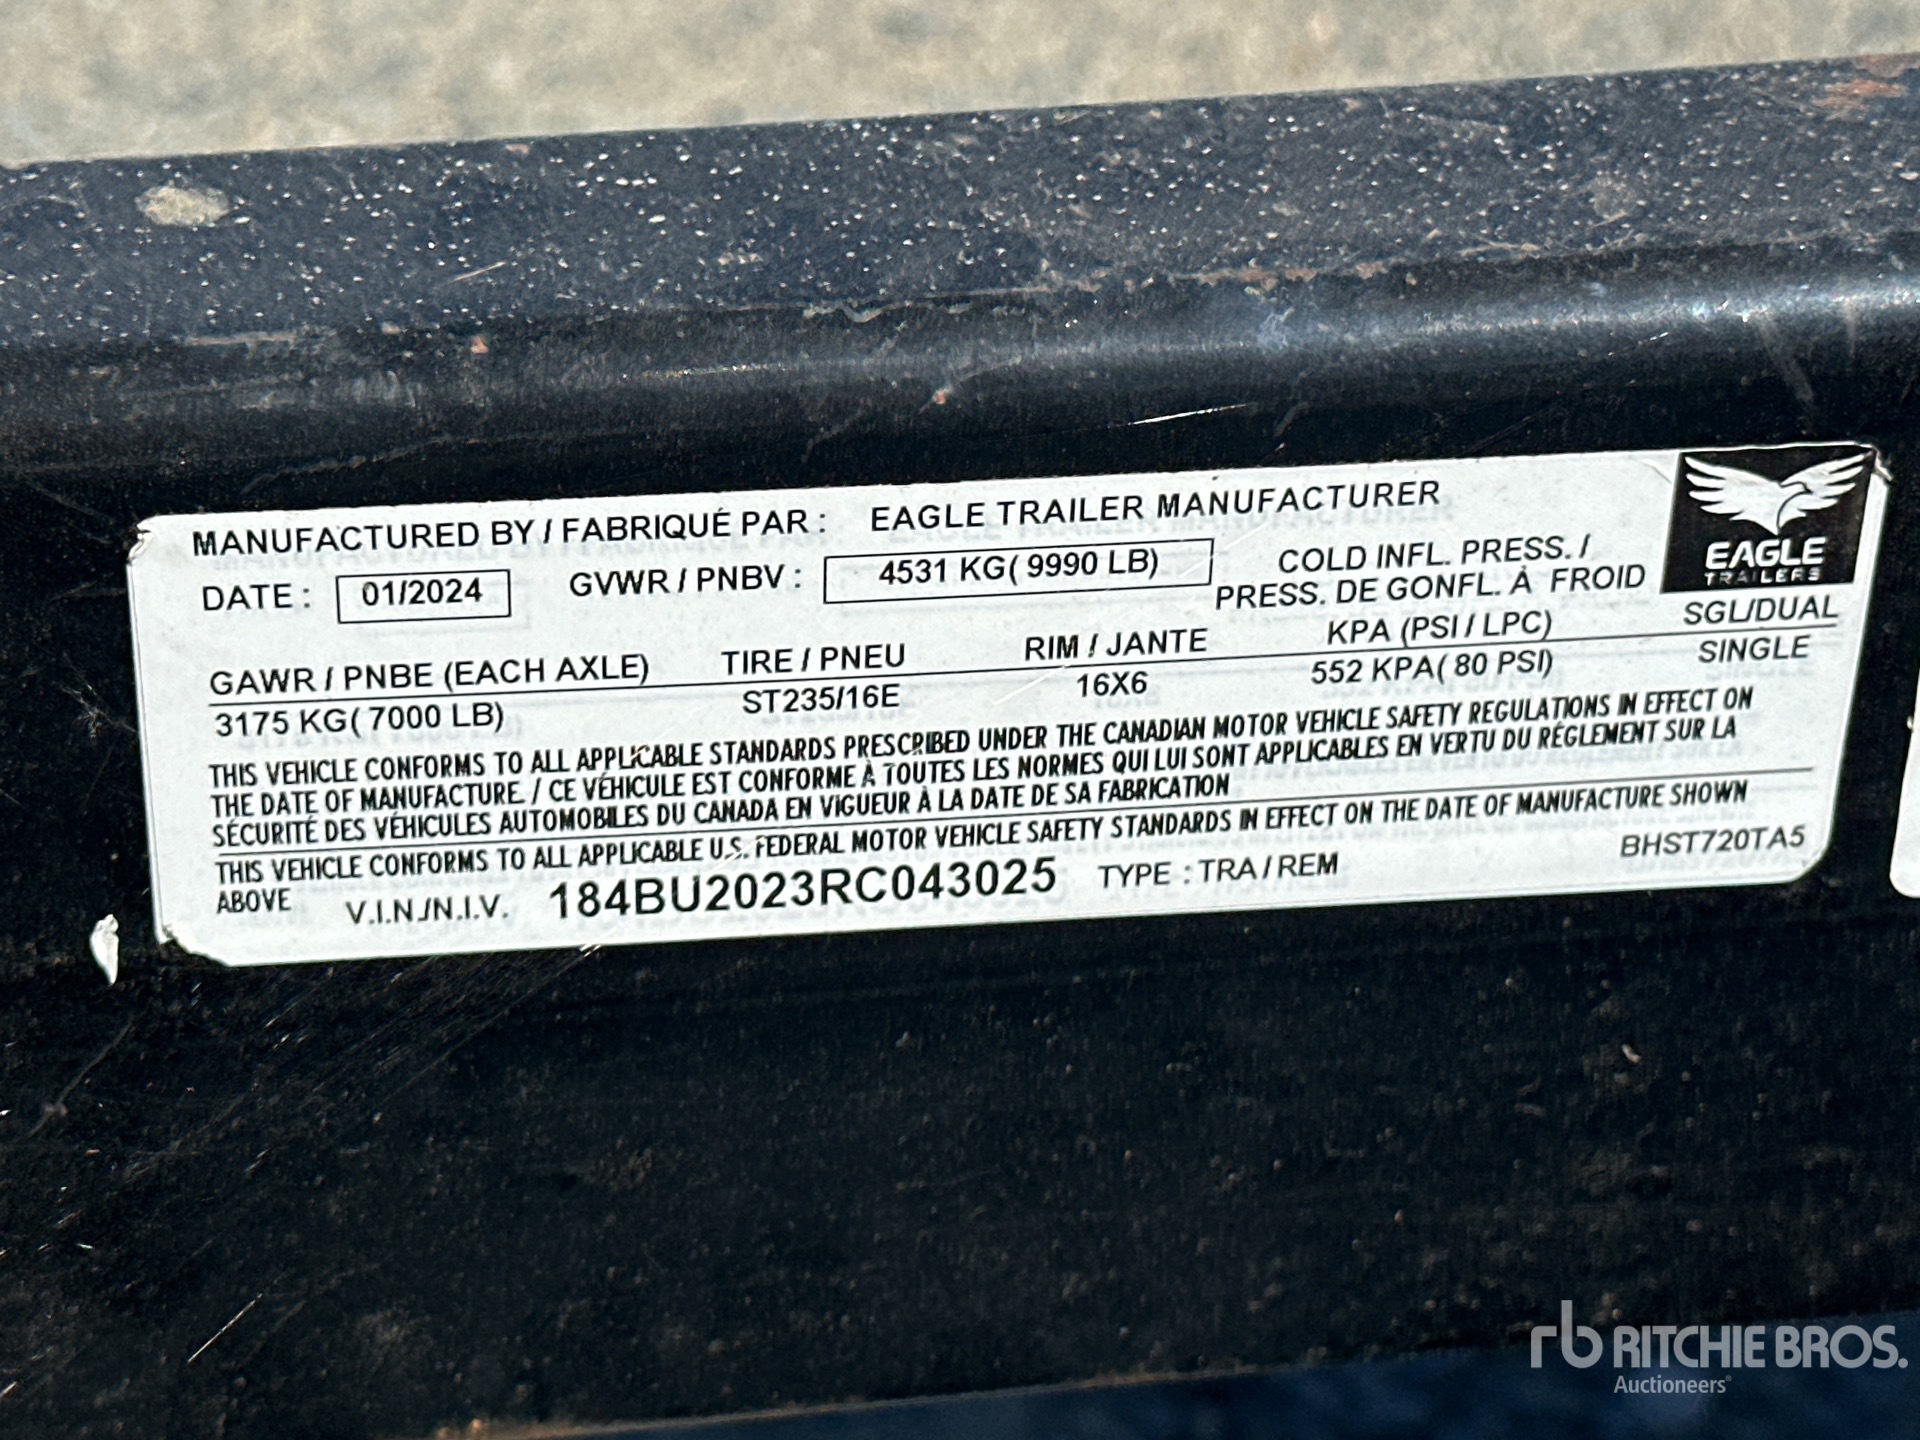 MANUFACTURED BY / FABRIQUÉ PAR : EAGLE TRAILER MANUFACTURER
EAGLE
TRAILERS
DATE : 01/2024 GVWR / PNBV : 4531 KG( 9990 LB) COLD INFL. PRESS. /
PRESS. DE GONFL. À FROID
GAWR / PNBE (EACH AXLE) TIRE / PNEU RIM / JANTE KPA (PSI / LPC) SGL/DUAL
3175 KG( 7000 LB) ST235/16E 16X6 552 KPA( 80 PSI) SINGLE
THIS VEHICLE CONFORMS TO ALL APPLICABLE STANDARDS PRESCRIBED UNDER THE CANADIAN MOTOR VEHICLE SAFETY REGULATIONS IN EFFECT ON
THE DATE OF MANUFACTURE. / CE VÉHICULE EST CONFORME À TOUTES LES NORMES QUI LUI SONT APPLICABLES EN VERTU DU RÉGLEMENT SUR LA
SÉCURITÉ DES VÉHICULES AUTOMOBILES DU CANADA EN VIGUEUR À LA DATE DE SA FABRICATION
THIS VEHICLE CONFORMS TO ALL APPLICABLE U.S. FEDERAL MOTOR VEHICLE SAFETY STANDARDS IN EFFECT ON THE DATE OF MANUFACTURE SHOWN
ABOVE V.I.N./N.I.V. 184BU2023RC043025 TYPE : TRA / REM BHST720TA5
rb RITCHIE BROS.
Auctioneers